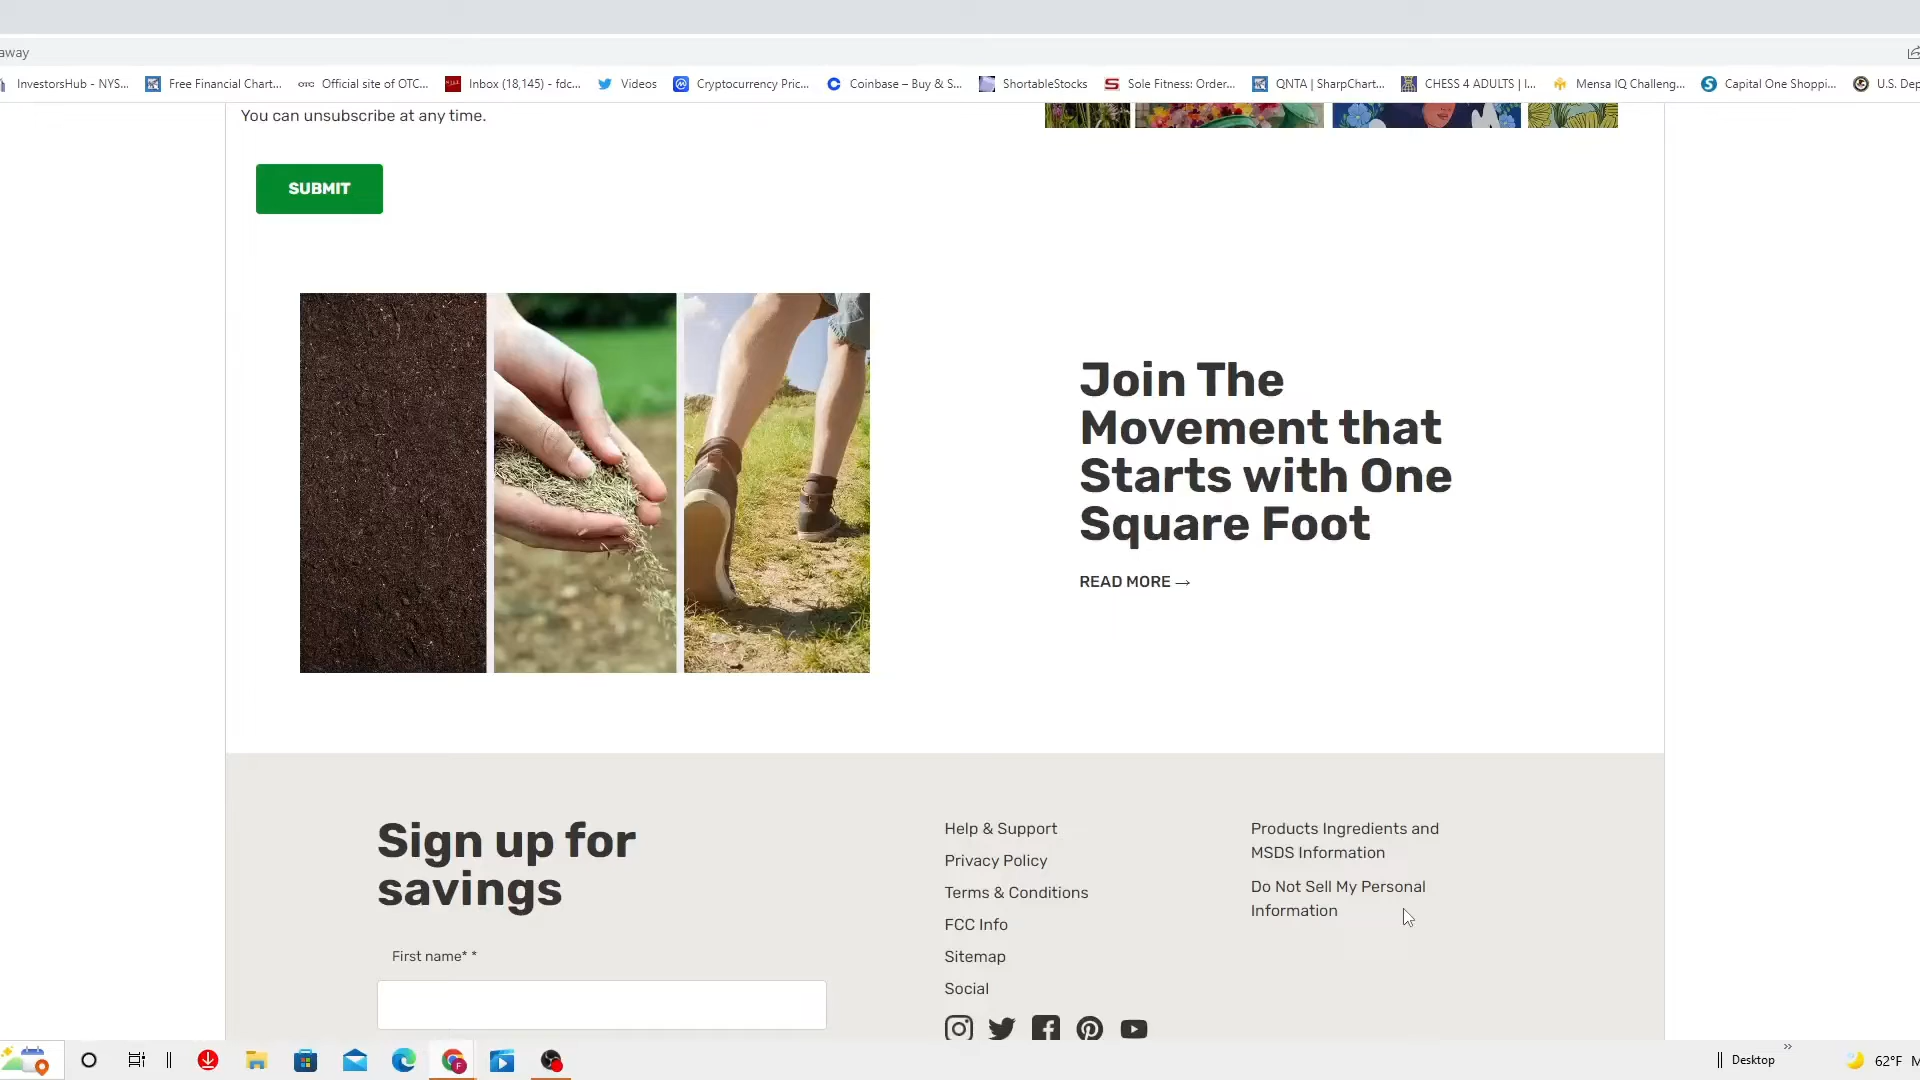 away
InvestorsHub - NYS...
Free Financial Chart...
Official site of OTC...
Inbox (18,145) - fdc...
Videos
Cryptocurrency Pric...
Coinbase – Buy & S...
ShortableStocks
Sole Fitness: Order...
QNTA | SharpChart...
CHESS 4 ADULTS | I...
Mensa IQ Challeng...
Capital One Shoppi...
U.S. Dep
You can unsubscribe at any time.
SUBMIT
Join The
Movement that
Starts with One
Square Foot
READ MORE →
Sign up for
savings
First name* *
Help & Support
Privacy Policy
Terms & Conditions
FCC Info
Sitemap
Social
Products Ingredients and
MSDS Information
Do Not Sell My Personal
Information
Desktop
62°F M